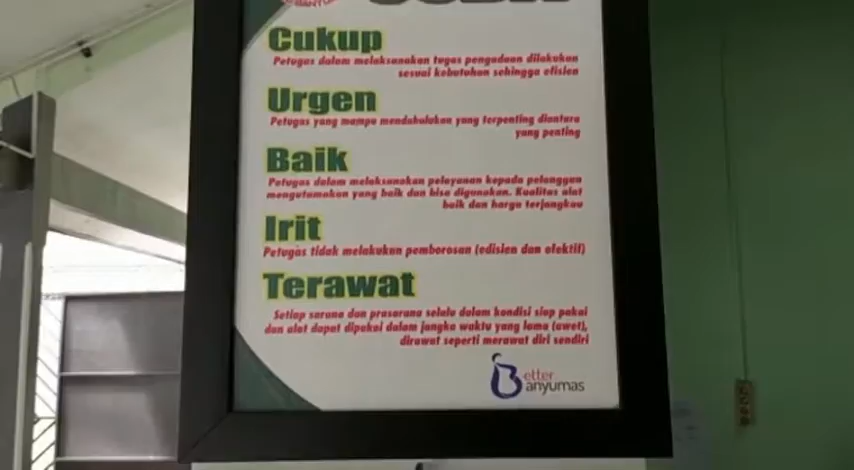 Cukup
Petugas dalam melaksanakan tugas pengadaan dilakukan
sesuai kebutuhan sehingga efisien
Urgen
Petugas yang mampu mendahulukan yang terpenting diantara
yang penting
Baik
Petugas dalam melaksanakan pelayanan kepada pelanggan
mengutamakan yang baik dan bisa digunakan. Kualitas alat
baik dan harga terjangkau
Irit
Petugas tidak melakukan pemborosan (edisien dan efektif)
Terawat
Setiap sarana dan prasarana selalu dalam kondisi siap pakai
dan alat dapat dipakai dalam jangka waktu yang lama (awet),
dirawat seperti merawat diri sendiri
Better
Banyumas